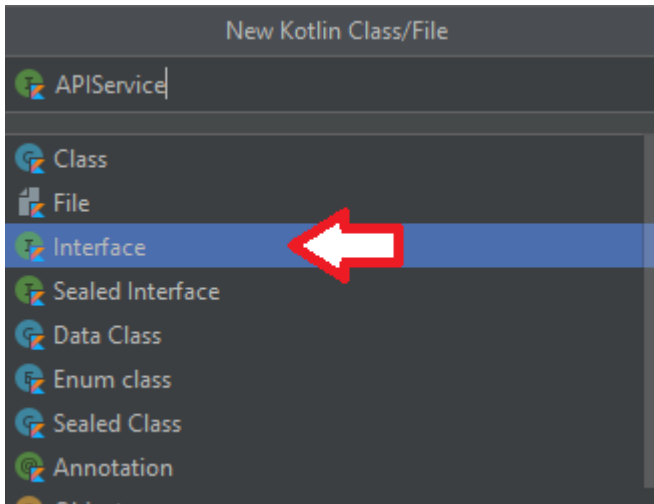 New Kotlin Class/File
APIService
Class
File
Interface
Sealed Interface
Data Class
Enum class
Sealed Class
Annotation